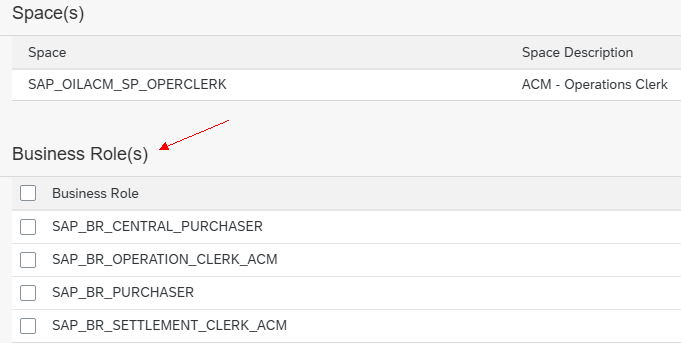 Space(s)
Space Space Description
SAP_OILACM_SP_OPERCLERK ACM - Operations Clerk
Business Role(s)
Business Role
SAP_BR_CENTRAL_PURCHASER
SAP_BR_OPERATION_CLERK_ACM
SAP_BR_PURCHASER
SAP_BR_SETTLEMENT_CLERK_ACM